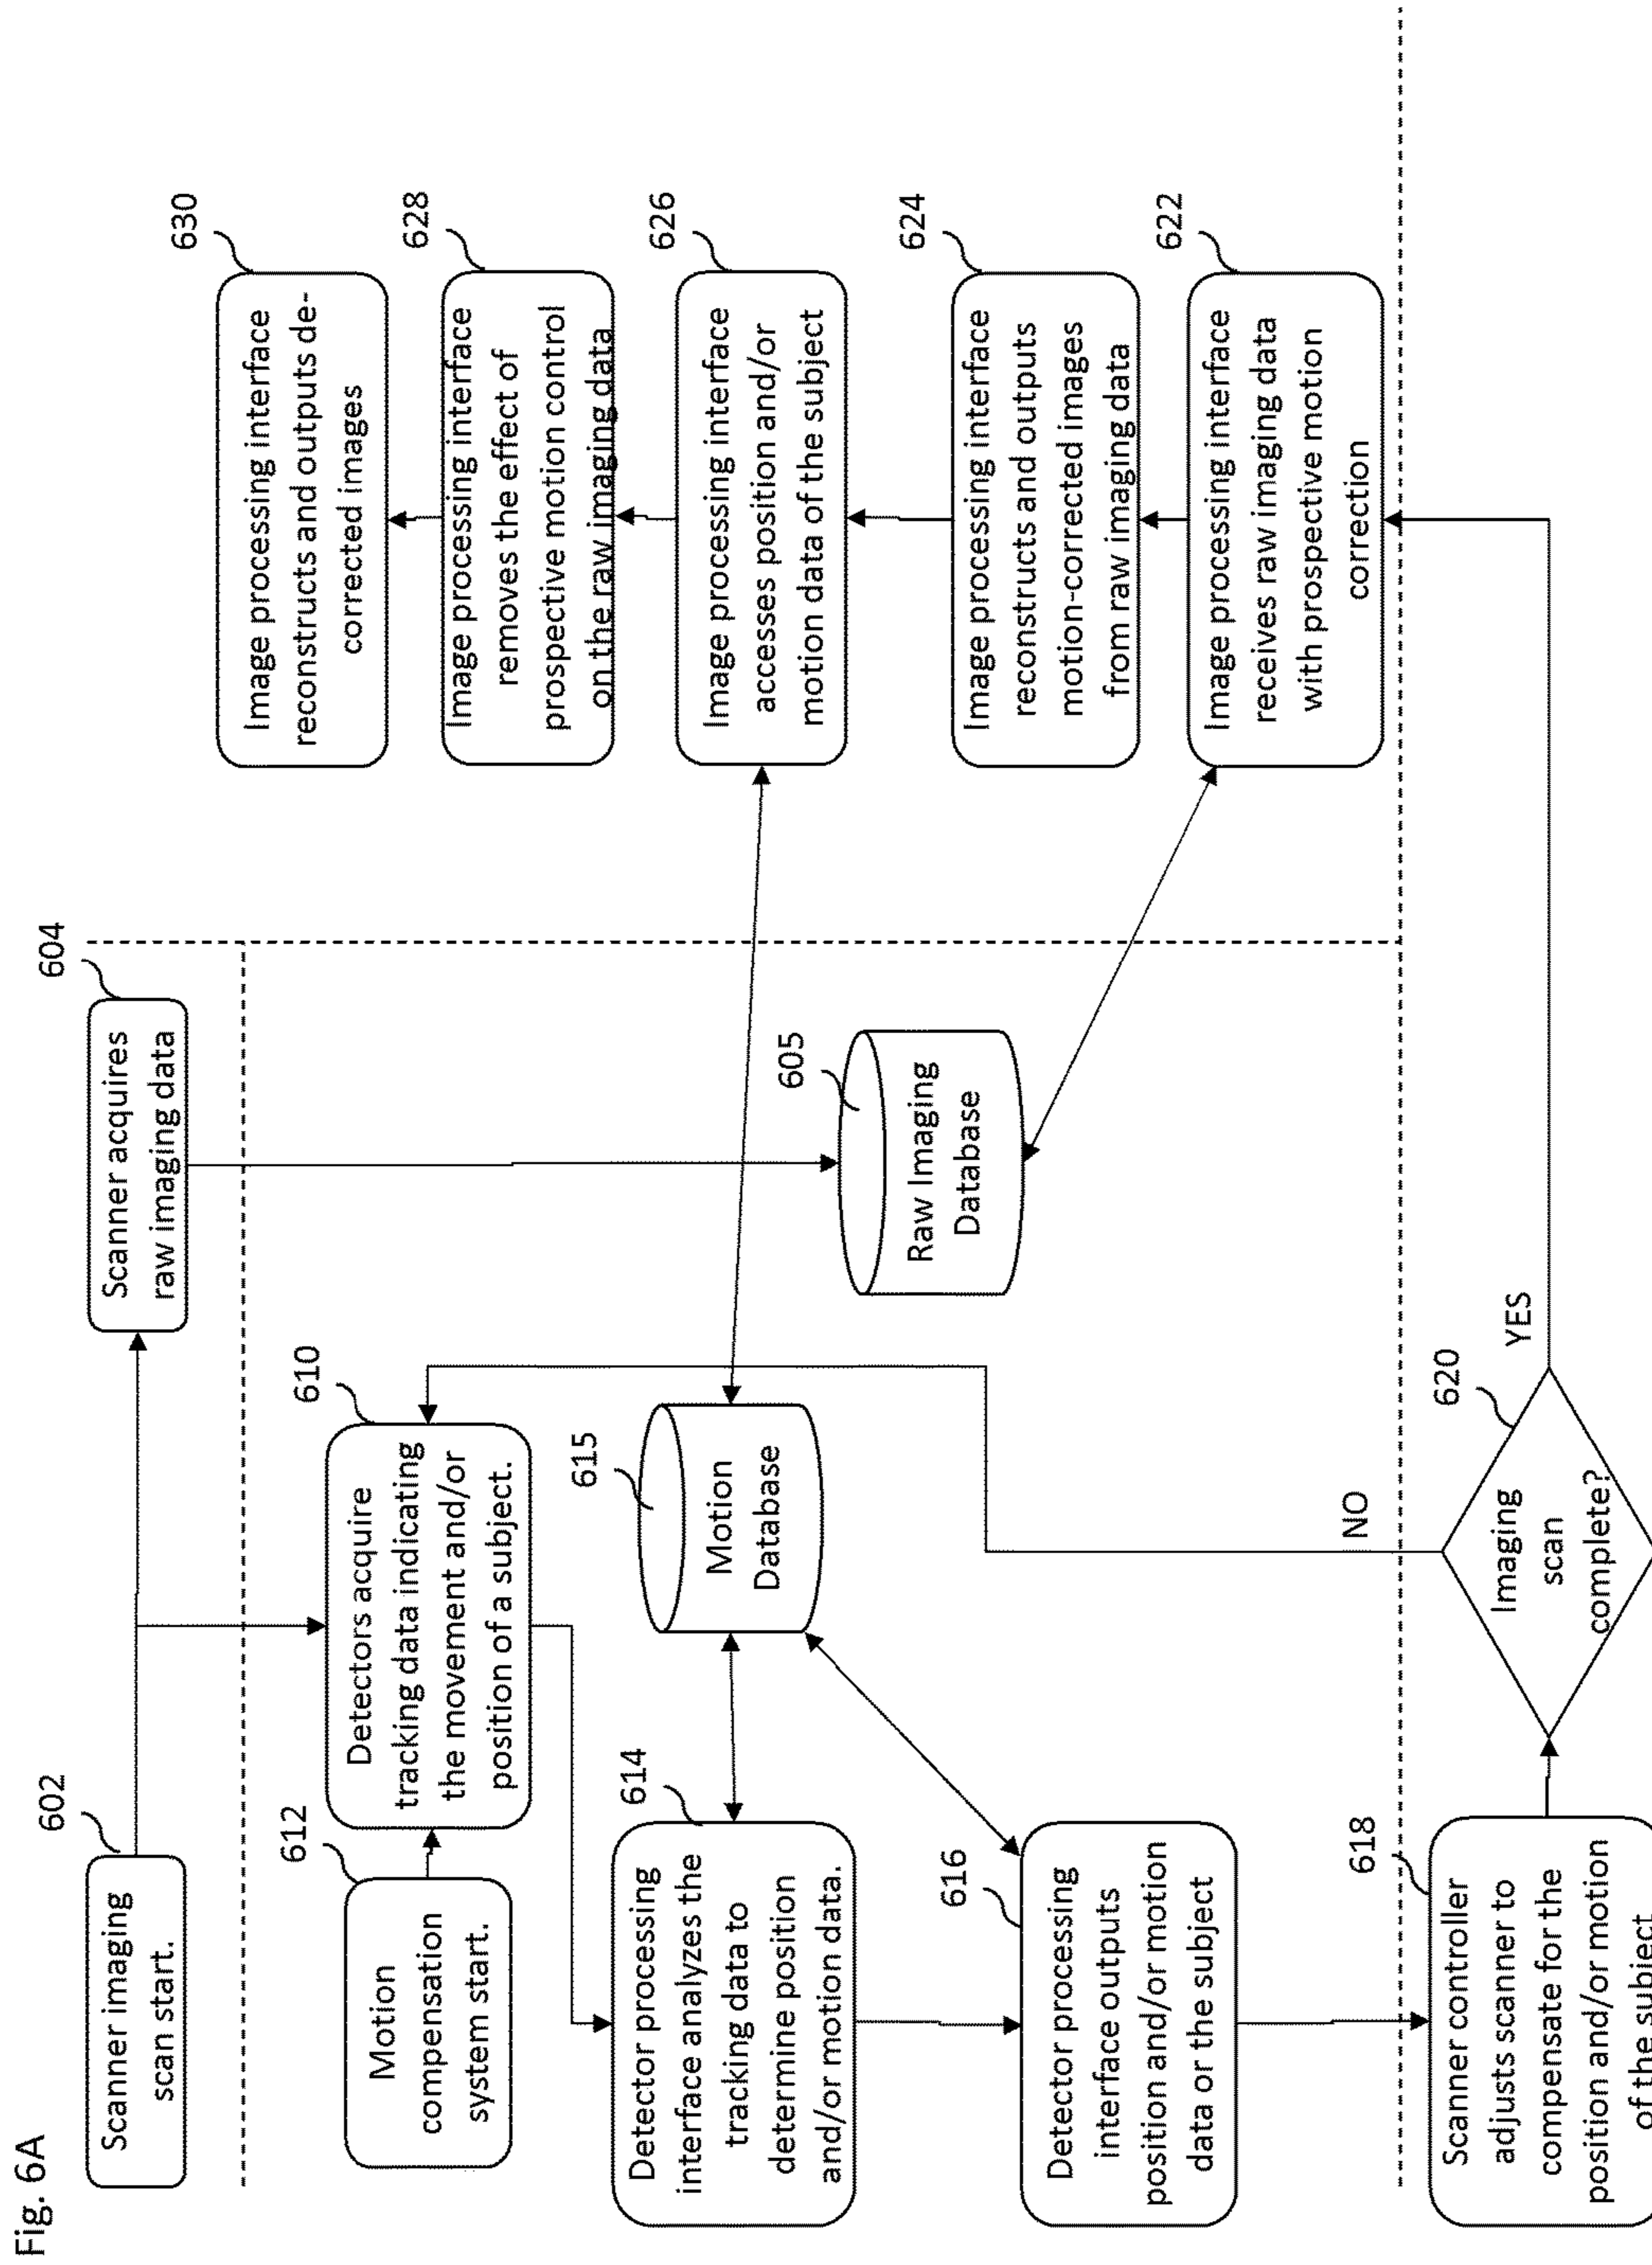 Fig. 6A
602
Scanner imaging
scan start.
604
Scanner acquires
raw imaging data
612
Motion
compensation
system start.
610
Detectors acquire
tracking data indicating
the movement and/or
position of a subject.
614
Detector processing
interface analyzes the
tracking data to
determine position
and/or motion data.
615
Motion
Database
605
Raw Imaging
Database
616
Detector processing
interface outputs
position and/or motion
data or the subject
618
Scanner controller
adjusts scanner to
compensate for the
position and/or motion
of the subject
620
Imaging
scan
complete?
NO
YES
630
Image processing interface
reconstructs and outputs de-
corrected images
628
Image processing interface
removes the effect of
prospective motion control
on the raw imaging data
626
Image processing interface
accesses position and/or
motion data of the subject
624
Image processing interface
reconstructs and outputs
motion-corrected images
from raw imaging data
622
Image processing interface
receives raw imaging data
with prospective motion
correction